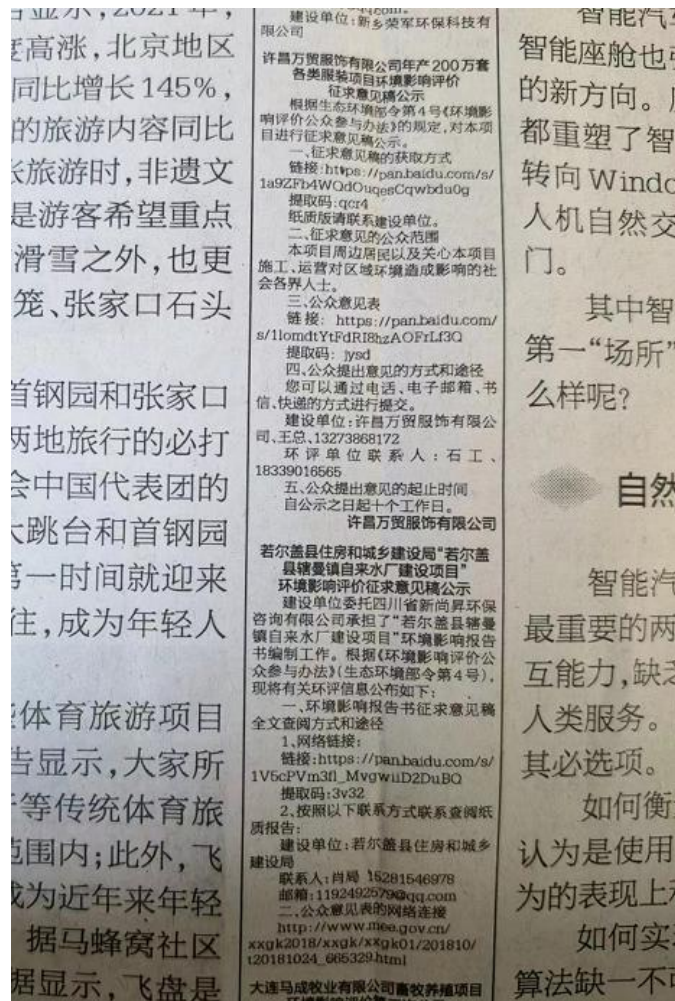 2021年,
度高涨,北京地区
同比增长145%,
的旅游内容同比
旅游时,非遗文
是游客希望重点
滑雪之外,也更
笼、张家口石头
首钢园和张家口
两地旅行的必打
会中国代表团的
大跳台和首钢园
第一时间就迎来
往,成为年轻人
体育旅游项目
告显示,大家所
等传统体育旅
范围内;此外,飞
成为近年来年轻
据马蜂窝社区
据显示,飞盘是
建设单位:新乡荣军环保科技有
限公司
许昌万贸服饰有限公司年产200万套
各类服装项目环境影响评价
征求意见稿公示
根据生态环境部令第4号《环境影
响评价公众参与办法》的规定,对本项
目进行征求意见稿公示。
一、征求意见稿的获取方式
链接:https://pan.baidu.com/s/
1a9ZFb4WQdOuqesCqwbdu0g
提取码:qcr4
纸质版请联系建设单位。
二、征求意见的公众范围
本项目周边居民以及关心本项目
施工、运营对区域环境造成影响的社
会各界人士。
三、公众意见表
链接: https://pan.baidu.com/
s/1lomdtYtFdRI8hzAOFrLf3Q
提取码: jysd
四、公众提出意见的方式和途径
您可以通过电话、电子邮箱、书
信、快递的方式进行提交。
建设单位:许昌万贸服饰有限公
司、王总、13273868172
环评单位联系人:石工、
18339016565
五、公众提出意见的起止时间
自公示之日起十个工作日。
许昌万贸服饰有限公司
若尔盖县住房和城乡建设局“若尔盖
县辖曼镇自来水厂建设项目”
环境影响评价征求意见稿公示
建设单位委托四川省新尚昇环保
咨询有限公司承担了“若尔盖县辖曼
镇自来水厂建设项目”环境影响报告
书编制工作。根据《环境影响评价公
众参与办法》(生态环境部令第4号),
现将有关环评信息公布如下:
一、环境影响报告书征求意见稿
全文查阅方式和途径
1、网络链接:
链接:https://pan.baidu.com/s/
1V5cPVm3fl_MvgwiiD2DuBQ
提取码:3v32
2、按照以下联系方式联系查阅纸
质报告:
建设单位:若尔盖县住房和城乡
建设局
联系人:肖局 15281546978
邮箱:1192492579@qq.com
二、公众意见表的网络连接
http://www.mee.gov.cn/
xxgk2018/xxgk/xxgk01/201810/
t20181024_665329.html
大连马成牧业有限公司畜牧养殖项目
智能汽车
智能座舱也
的新方向。
都重塑了智
转向 Windo
人机自然交
门。
其中智
第一“场所”
么样呢?
自然
智能汽
最重要的两
互能力,缺乏
人类服务。
其必选项。
如何衡
认为是使用
为的表现上
如何实
算法缺一不可